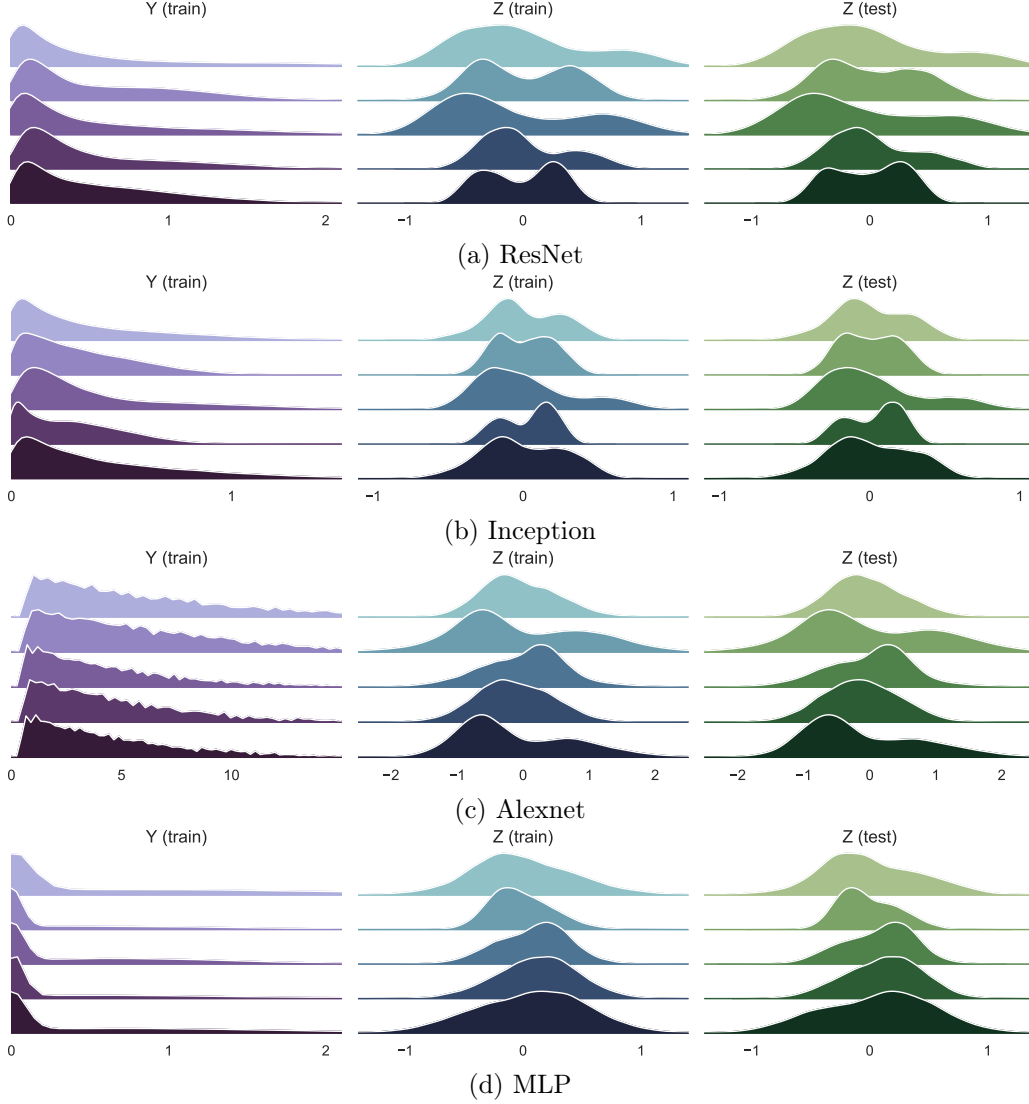 Y (train) Z (train) Z (test)
0 1 2 −1 0 1 −1 0 1
(a) ResNet
Y (train) Z (train) Z (test)
0 1 −1 0 1 −1 0 1
(b) Inception
Y (train) Z (train) Z (test)
0 5 10 −2 −1 0 1 2 −2 −1 0 1 2
(c) Alexnet
Y (train) Z (train) Z (test)
0 1 2 −1 0 1 −1 0 1
(d) MLP